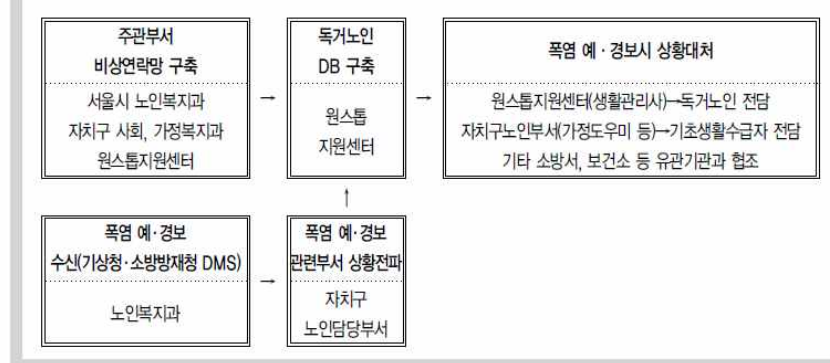 주관부서
비상연락망 구축
서울시 노인복지과
자치구 사회, 가정복지과
원스톱지원센터
→
독거노인
DB 구축
원스톱
지원센터
→
폭염 예·경보시 상황대처
원스톱지원센터(생활관리사)→독거노인 전담
자치구노인부서(가정도우미 등)→기초생활수급자 전담
기타 소방서, 보건소 등 유관기관과 협조
↑
폭염 예·경보
수신(기상청·소방방재청 DMS)
노인복지과
→
폭염 예·경보
관련부서 상황전파
자치구
노인담당부서